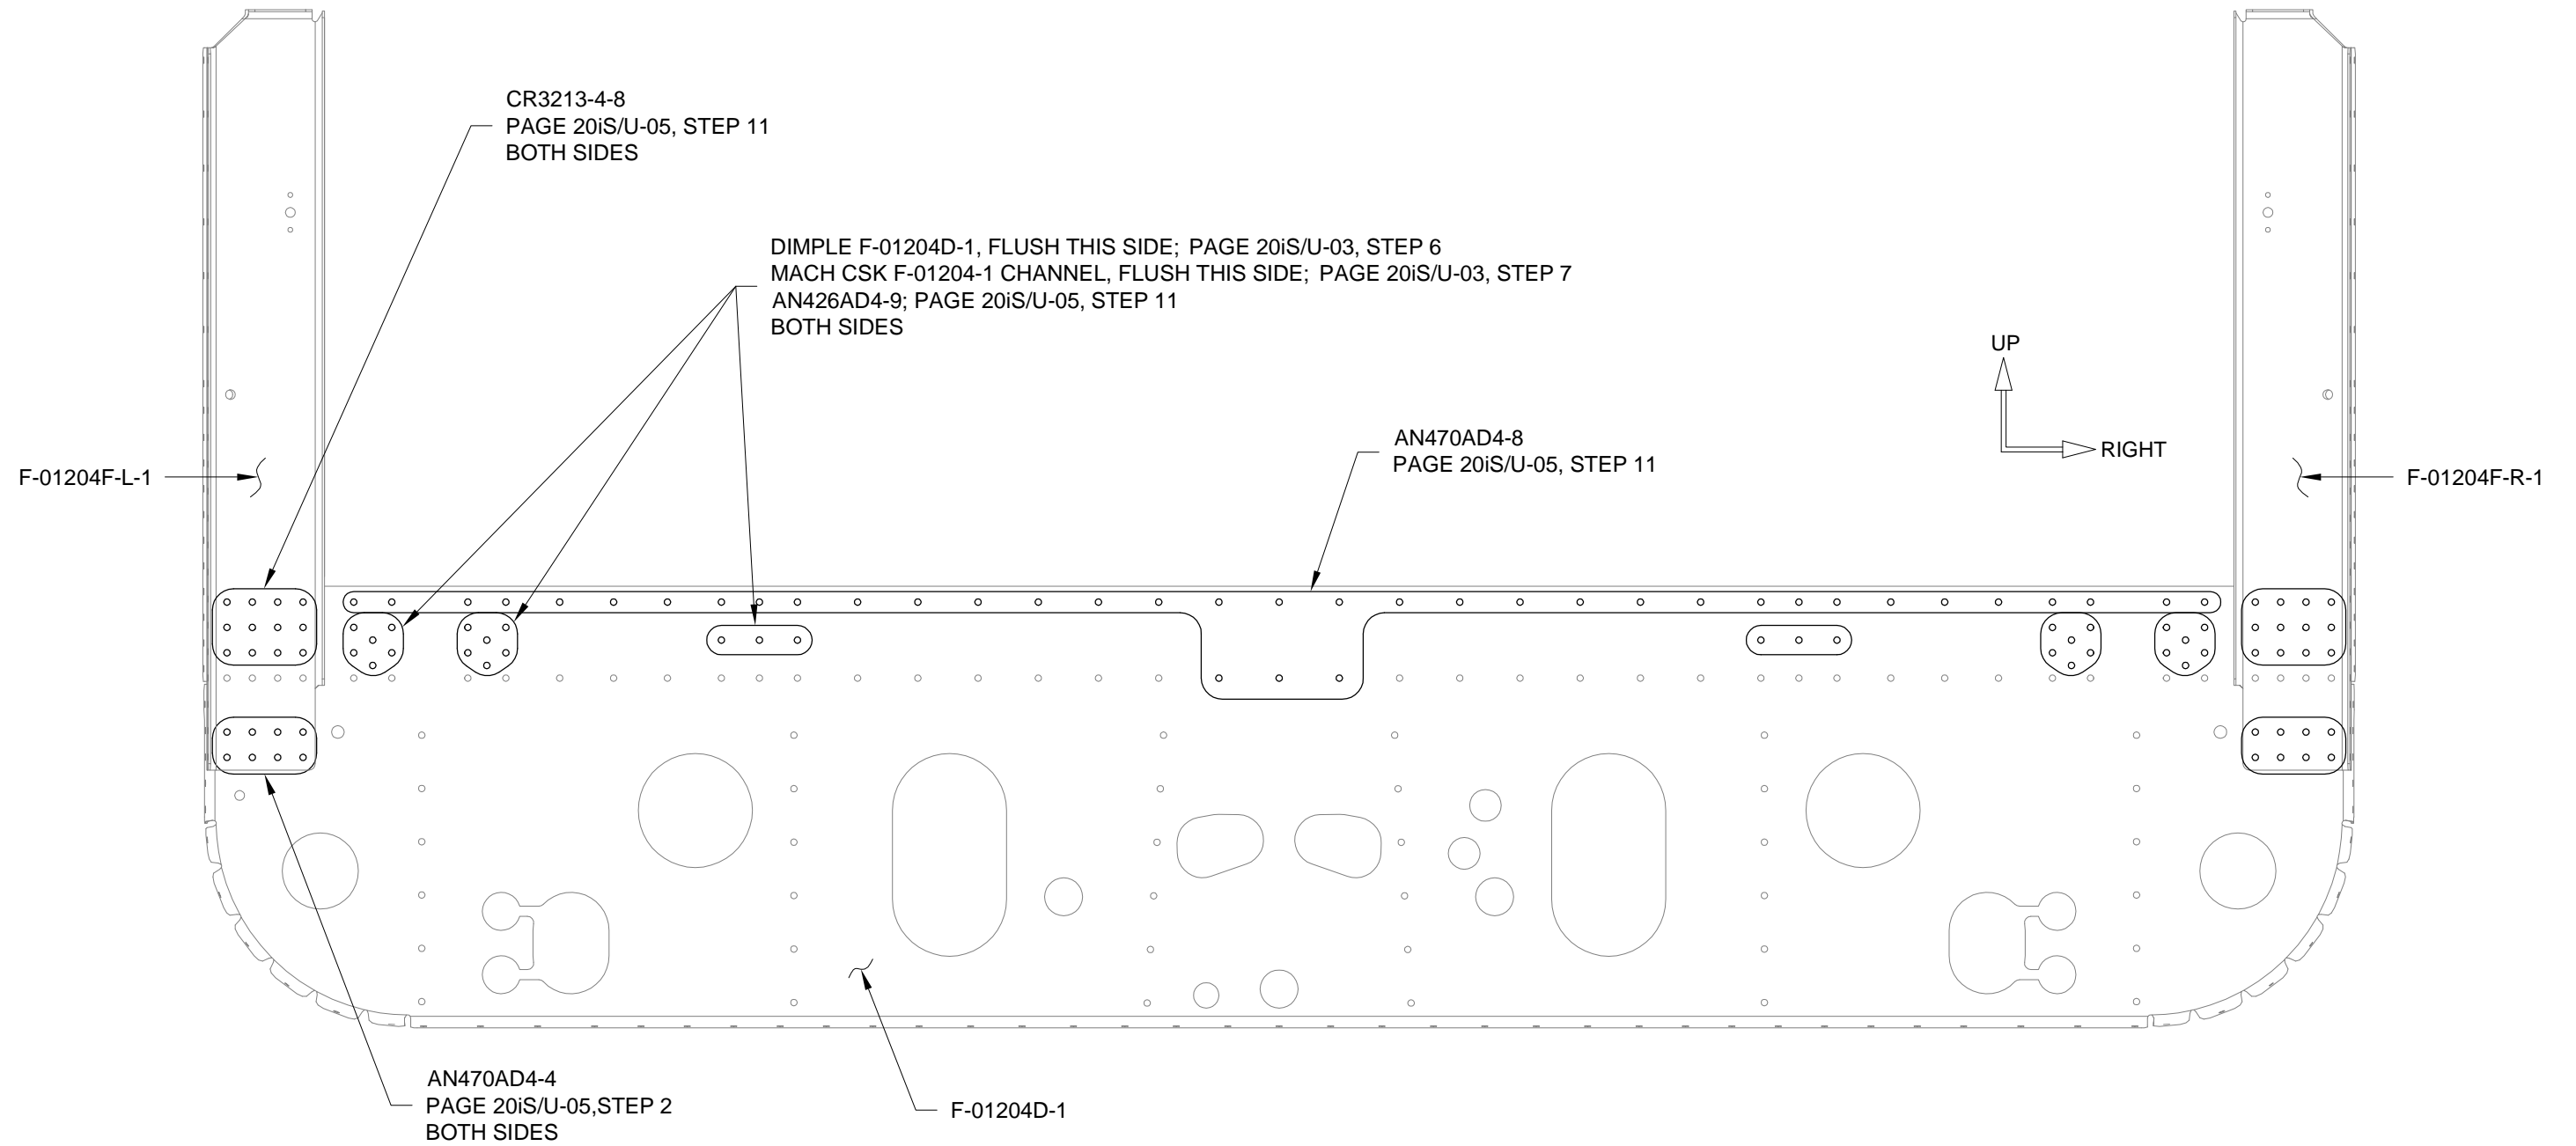 CR3213-4-8
PAGE 20iS/U-05, STEP 11
BOTH SIDES
DIMPLE F-01204D-1, FLUSH THIS SIDE; PAGE 20iS/U-03, STEP 6
MACH CSK F-01204-1 CHANNEL, FLUSH THIS SIDE; PAGE 20iS/U-03, STEP 7
AN426AD4-9; PAGE 20iS/U-05, STEP 11
BOTH SIDES
UP
RIGHT
AN470AD4-8
PAGE 20iS/U-05, STEP 11
F-01204F-L-1
F-01204F-R-1
AN470AD4-4
PAGE 20iS/U-05,STEP 2
BOTH SIDES
F-01204D-1